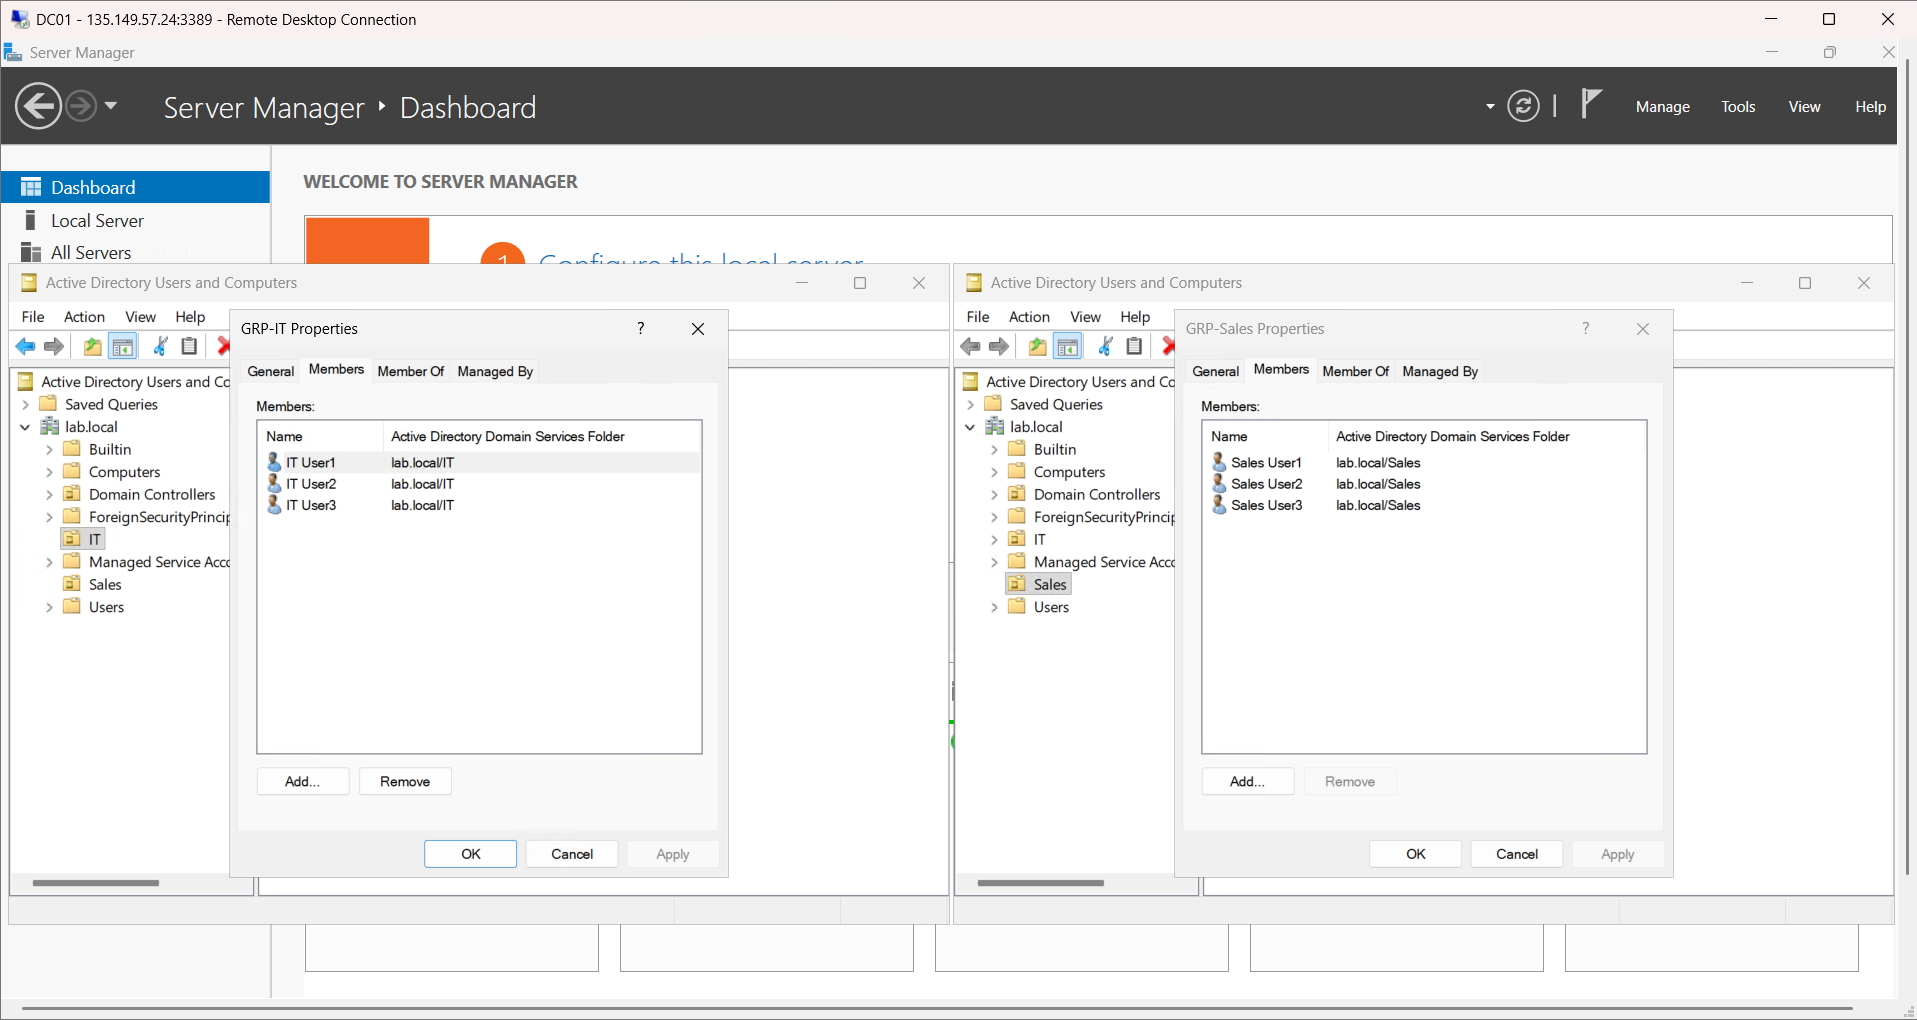 DC01 - 135.149.57.24:3389 - Remote Desktop Connection
Server Manager
Server Manager ‣ Dashboard
Manage Tools View Help
Dashboard
Local Server
All Servers
WELCOME TO SERVER MANAGER
1 Configure this local server
Active Directory Users and Computers
File Action View Help
Active Directory Users and Co
Saved Queries
lab.local
Builtin
Computers
Domain Controllers
ForeignSecurityPrincip
IT
Managed Service Acc
Sales
Users
GRP-IT Properties
?
General Members Member Of Managed By
Members:
Name Active Directory Domain Services Folder
IT User1 lab.local/IT
IT User2 lab.local/IT
IT User3 lab.local/IT
Add... Remove
OK Cancel Apply
Active Directory Users and Computers
File Action View Help
Active Directory Users and Co
Saved Queries
lab.local
Builtin
Computers
Domain Controllers
ForeignSecurityPrincip
IT
Managed Service Acc
Sales
Users
GRP-Sales Properties
?
General Members Member Of Managed By
Members:
Name Active Directory Domain Services Folder
Sales User1 lab.local/Sales
Sales User2 lab.local/Sales
Sales User3 lab.local/Sales
Add... Remove
OK Cancel Apply